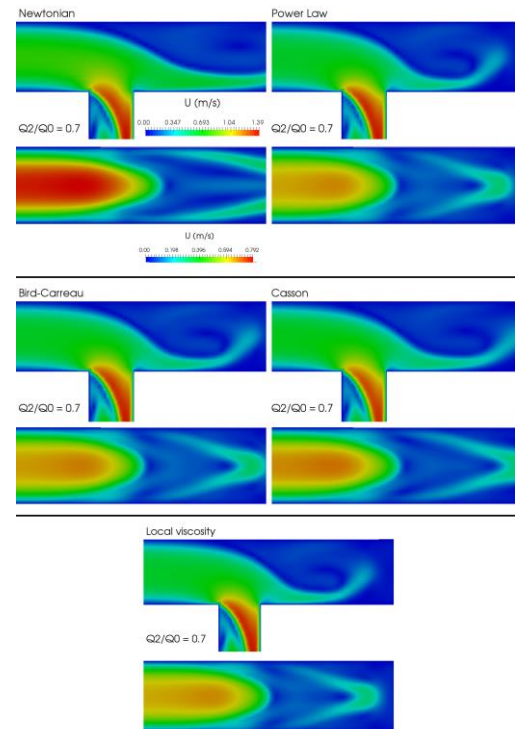 Newtonian
Power Law
U (m/s)
0.00 0.347 0.693 1.04 1.39
Q2/Q0 = 0.7
Q2/Q0 = 0.7
U (m/s)
0.00 0.198 0.396 0.594 0.792
Bird-Carreau
Casson
Q2/Q0 = 0.7
Q2/Q0 = 0.7
Local viscosity
Q2/Q0 = 0.7